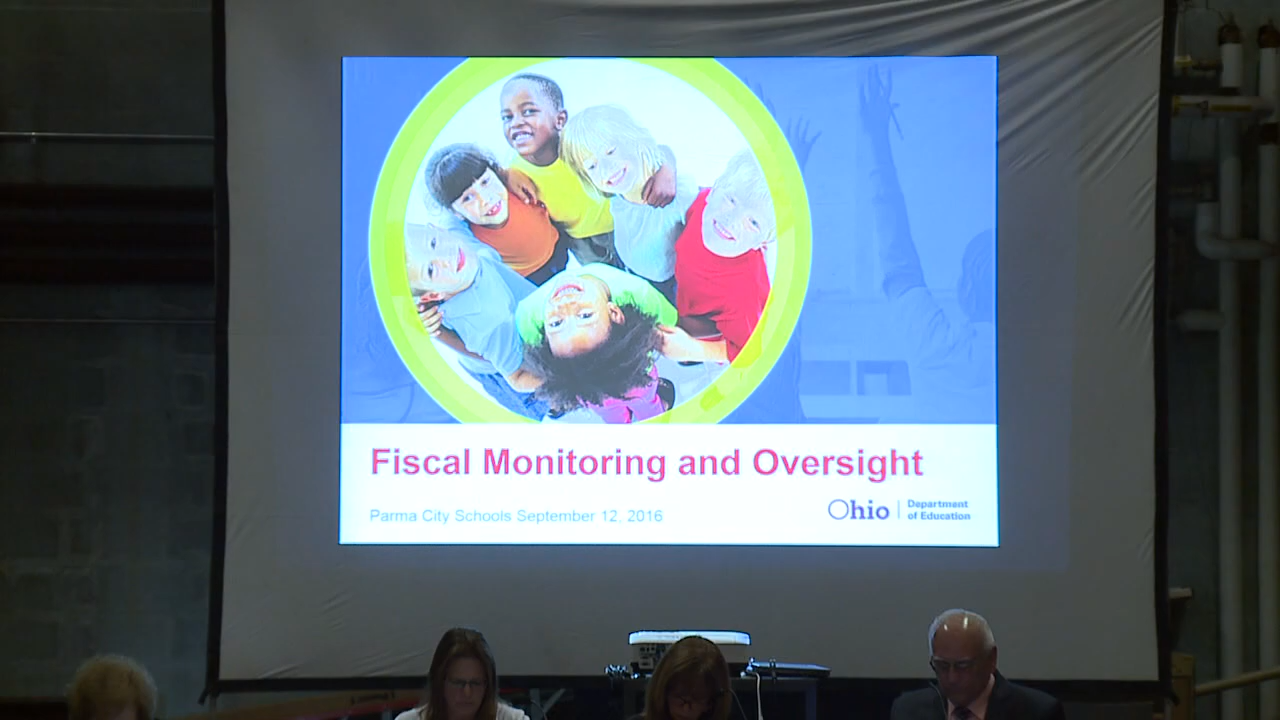 Fiscal Monitoring and Oversight
Parma City Schools September 12, 2016
Ohio
Department
of Education